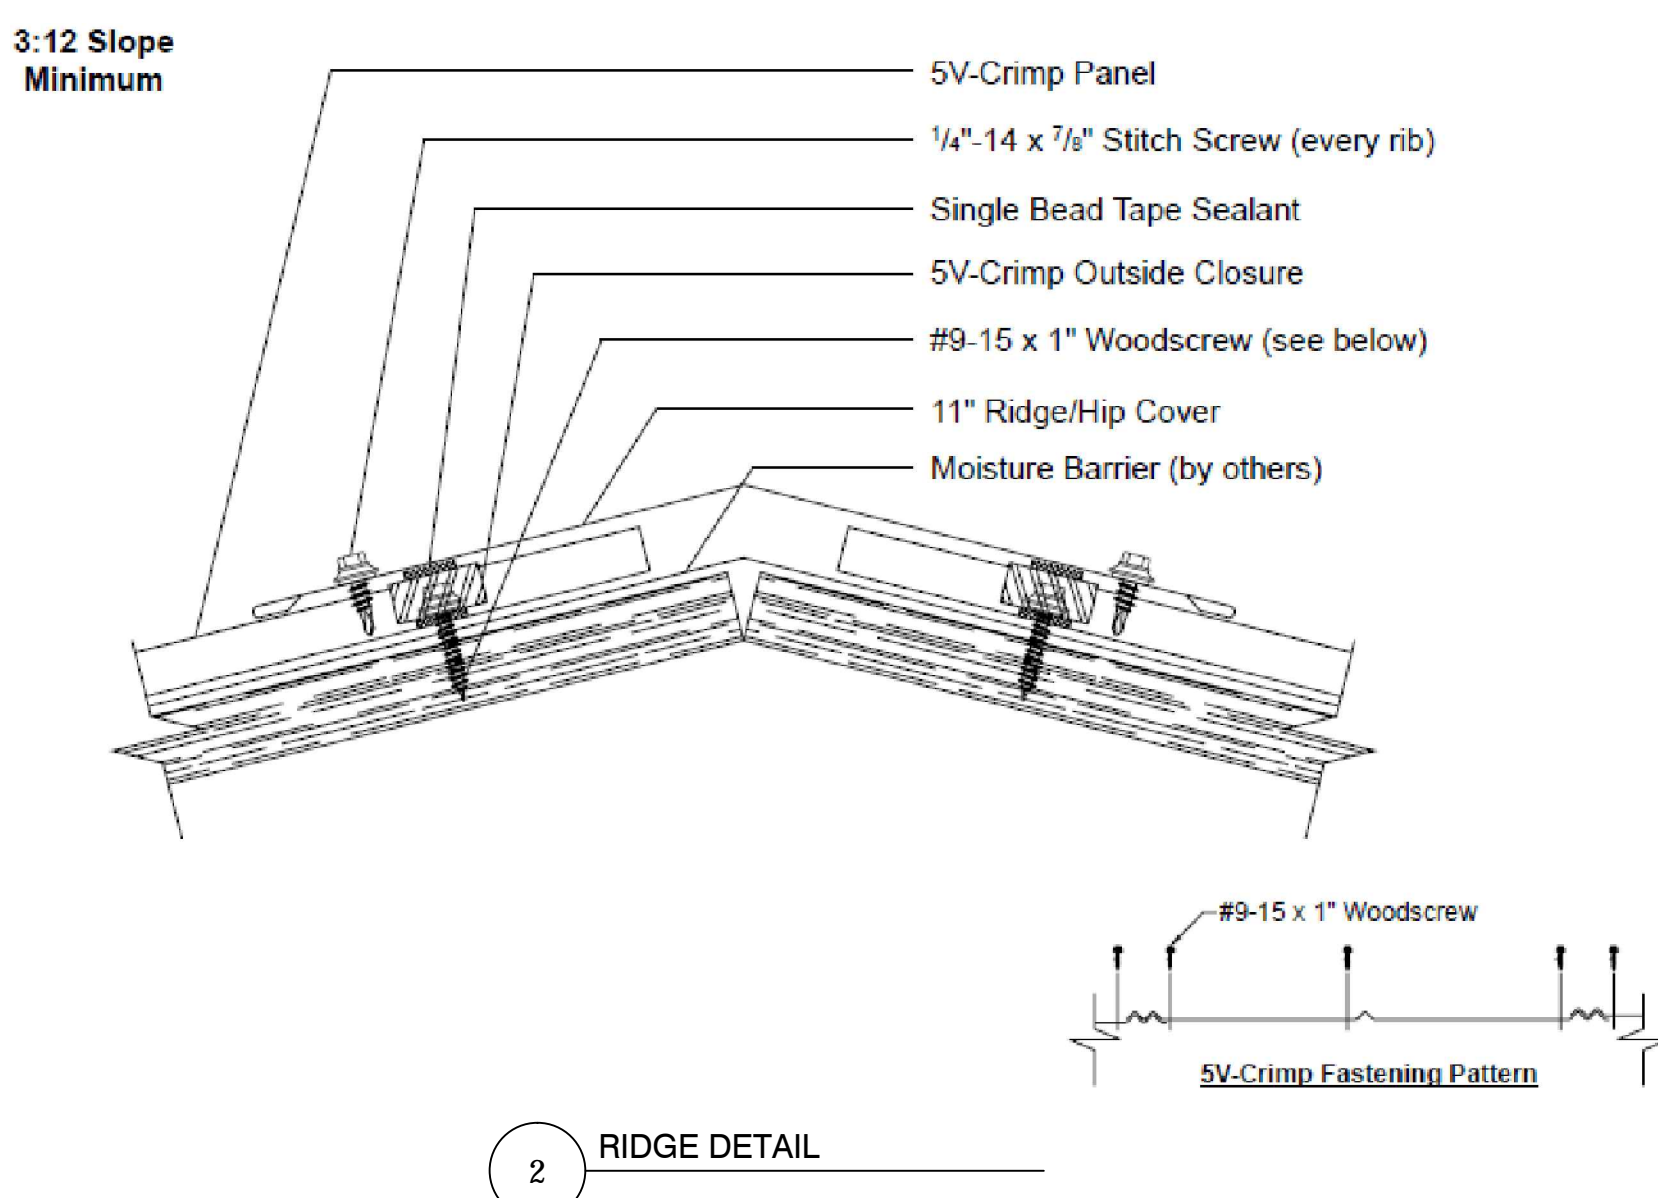 3:12 Slope
Minimum
5V-Crimp Panel
1/4"-14 x 7/8" Stitch Screw (every rib)
Single Bead Tape Sealant
5V-Crimp Outside Closure
#9-15 x 1" Woodscrew (see below)
11" Ridge/Hip Cover
Moisture Barrier (by others)
#9-15 x 1" Woodscrew
5V-Crimp Fastening Pattern
2
RIDGE DETAIL